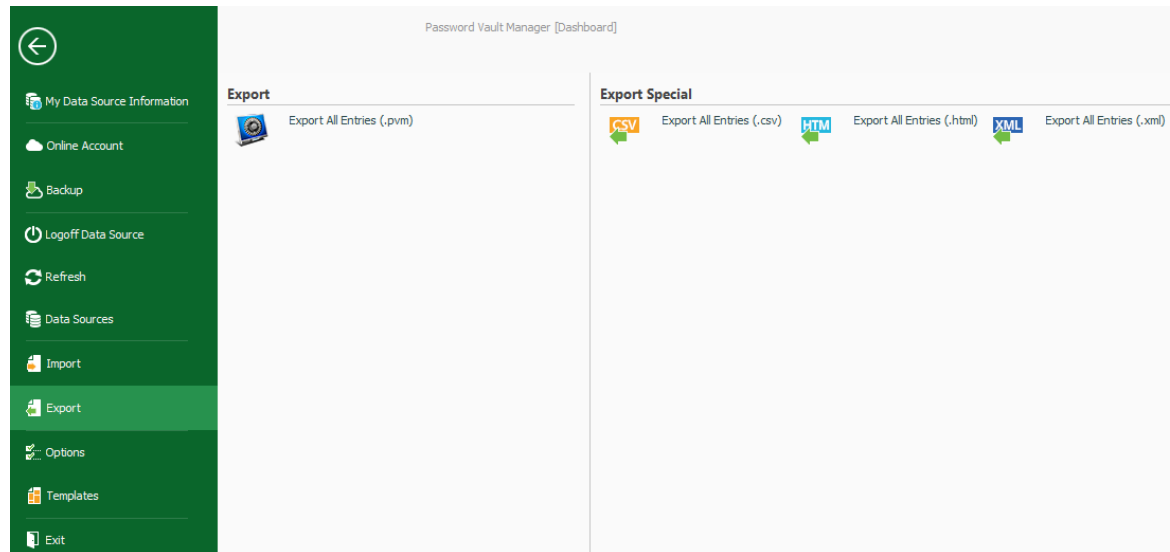 Password Vault Manager [Dashboard]
My Data Source Information
Online Account
Backup
Logoff Data Source
Refresh
Data Sources
Import
Export
Options
Templates
Exit
Export
Export All Entries (.pvm)
Export Special
CSV
Export All Entries (.csv)
HTM
Export All Entries (.html)
XML
Export All Entries (.xml)